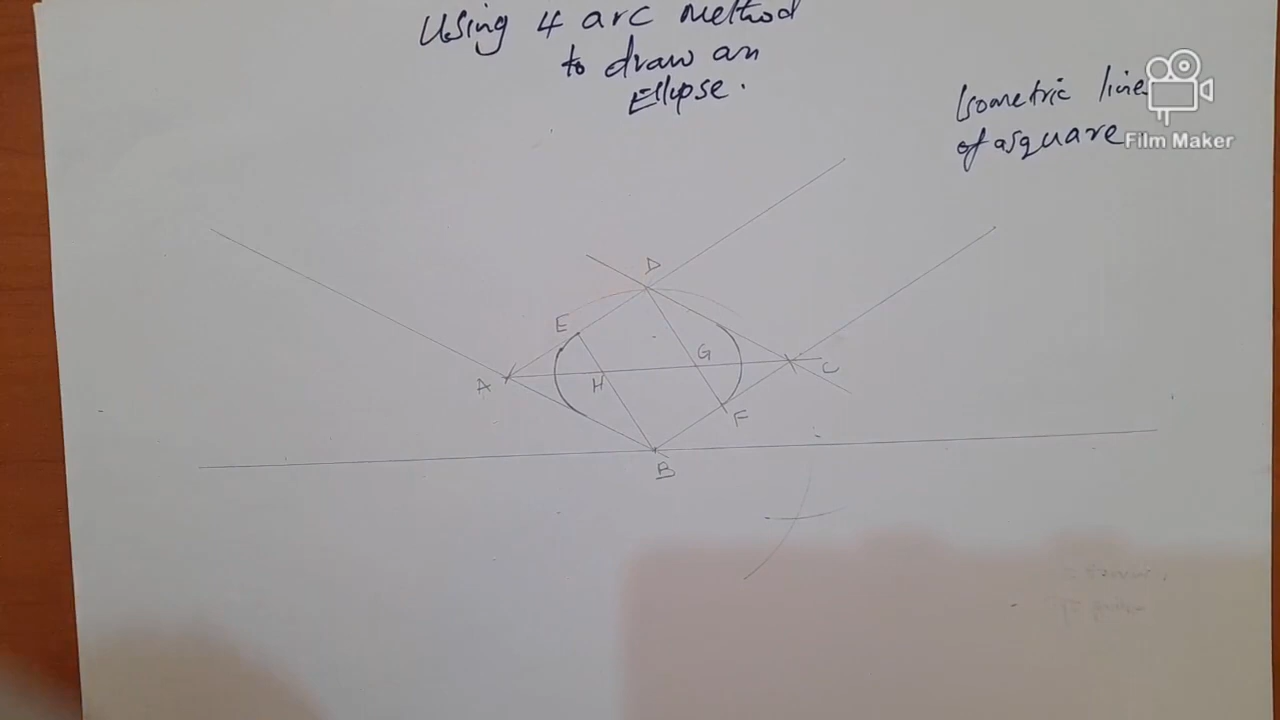 Using 4 arc method
to draw an
Ellipse.
Isometric lines
of a square
Film Maker
D
E
G
A
H
C
F
B